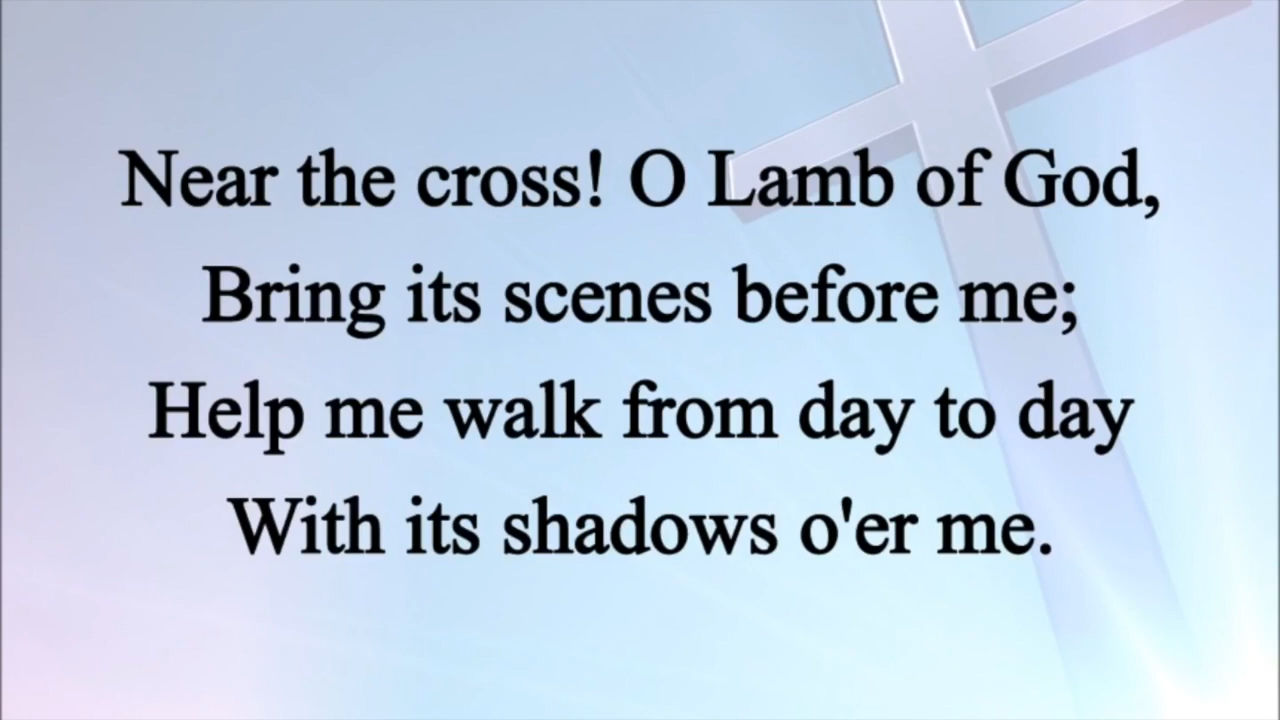 Near the cross! O Lamb of God,
Bring its scenes before me;
Help me walk from day to day
With its shadows o'er me.